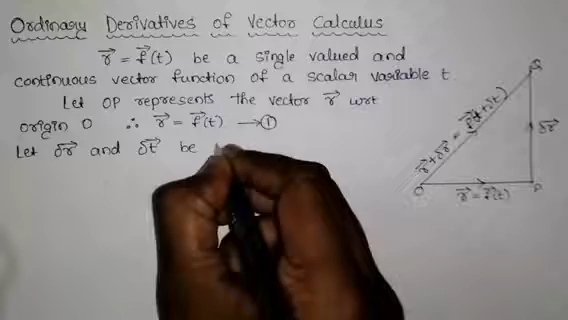 Ordinary Derivatives of Vector Calculus
r⃗ = f⃗(t) be a single valued and
continuous vector function of a scalar variable t.
Let OP represents the vector r⃗ wrt
origin O ∴ r⃗ = f⃗(t) →①
Let δr⃗ and δt⃗ be
Q
r⃗+δr⃗ = f⃗(t+δt)
δr⃗
O
P
r⃗ = f⃗(t)